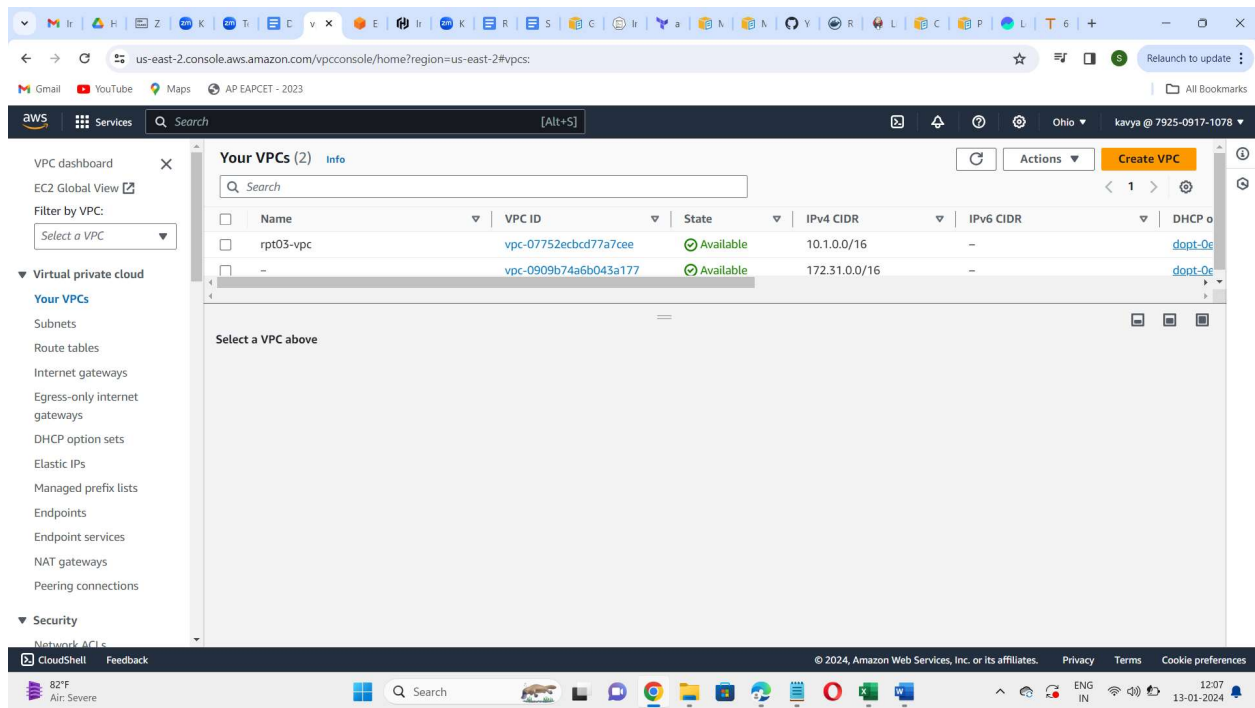 us-east-2.console.aws.amazon.com/vpcconsole/home?region=us-east-2#vpcs:
Relaunch to update
Gmail YouTube Maps AP EAPCET - 2023 All Bookmarks
aws Services Search [Alt+S] Ohio kavya @ 7925-0917-1078
VPC dashboard
EC2 Global View
Filter by VPC:
Select a VPC
Virtual private cloud
Your VPCs
Subnets
Route tables
Internet gateways
Egress-only internet
gateways
DHCP option sets
Elastic IPs
Managed prefix lists
Endpoints
Endpoint services
NAT gateways
Peering connections
Security
Network ACLs
Your VPCs (2) Info Actions Create VPC
Search 1
Name VPC ID State IPv4 CIDR IPv6 CIDR DHCP o
rpt03-vpc vpc-07752ecbcd77a7cee Available 10.1.0.0/16 – dopt-0e
– vpc-0909b74a6b043a177 Available 172.31.0.0/16 – dopt-0e
Select a VPC above
CloudShell Feedback © 2024, Amazon Web Services, Inc. or its affiliates. Privacy Terms Cookie preferences
82°F
Air: Severe
Search
ENG
IN
12:07
13-01-2024